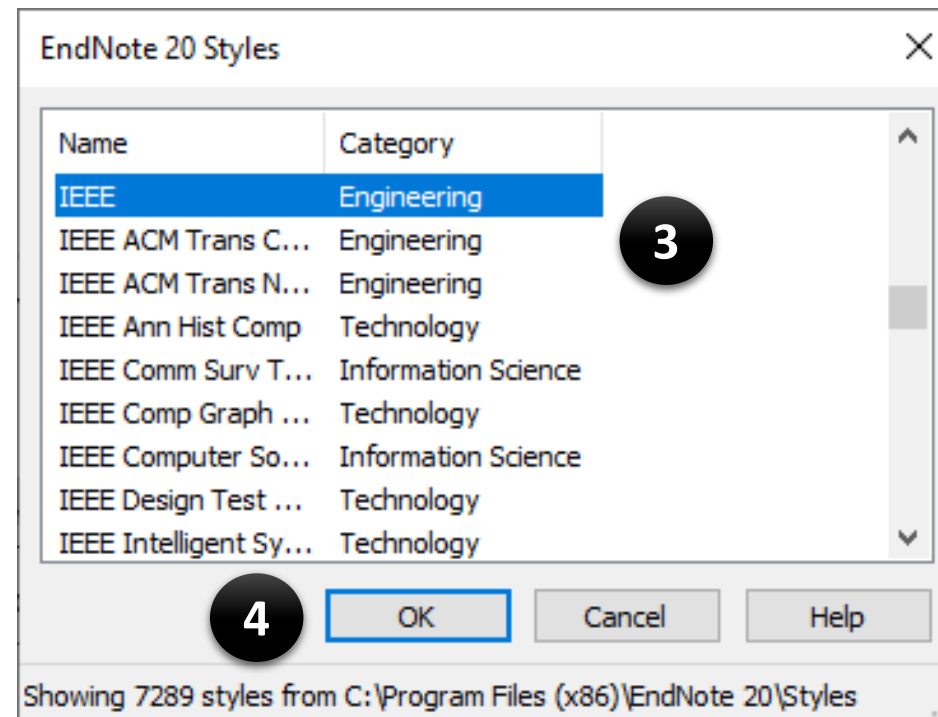 EndNote 20 Styles
Name Category
IEEE Engineering
3
IEEE ACM Trans C... Engineering
IEEE ACM Trans N... Engineering
IEEE Ann Hist Comp Technology
IEEE Comm Surv T... Information Science
IEEE Comp Graph ... Technology
IEEE Computer So... Information Science
IEEE Design Test ... Technology
IEEE Intelligent Sy... Technology
4 OK Cancel Help
Showing 7289 styles from C:\Program Files (x86)\EndNote 20\Styles